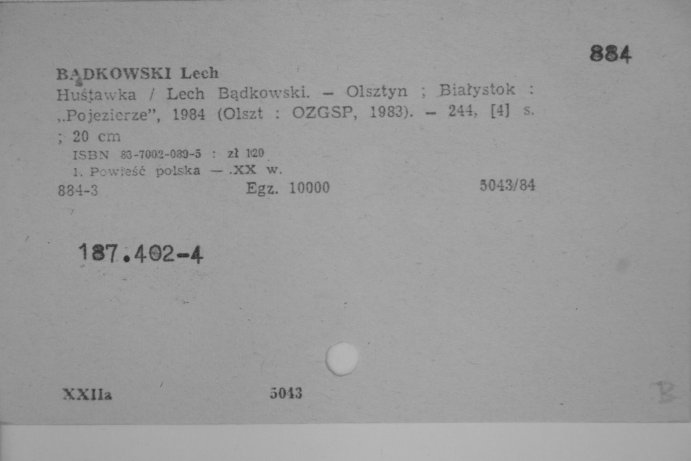 884
BĄDKOWSKI Lech
Huśtawka / Lech Bądkowski. — Olsztyn ; Białystok :
„Pojezierze”, 1984 (Olszt : OZGSP, 1983). — 244, [4] s.
; 20 cm
ISBN 83-7002-089-5 : zł 120
1. Powieść polska — .XX w.
884-3 Egz. 10000 5043/84
187.402-4
XXIIa 5043
B